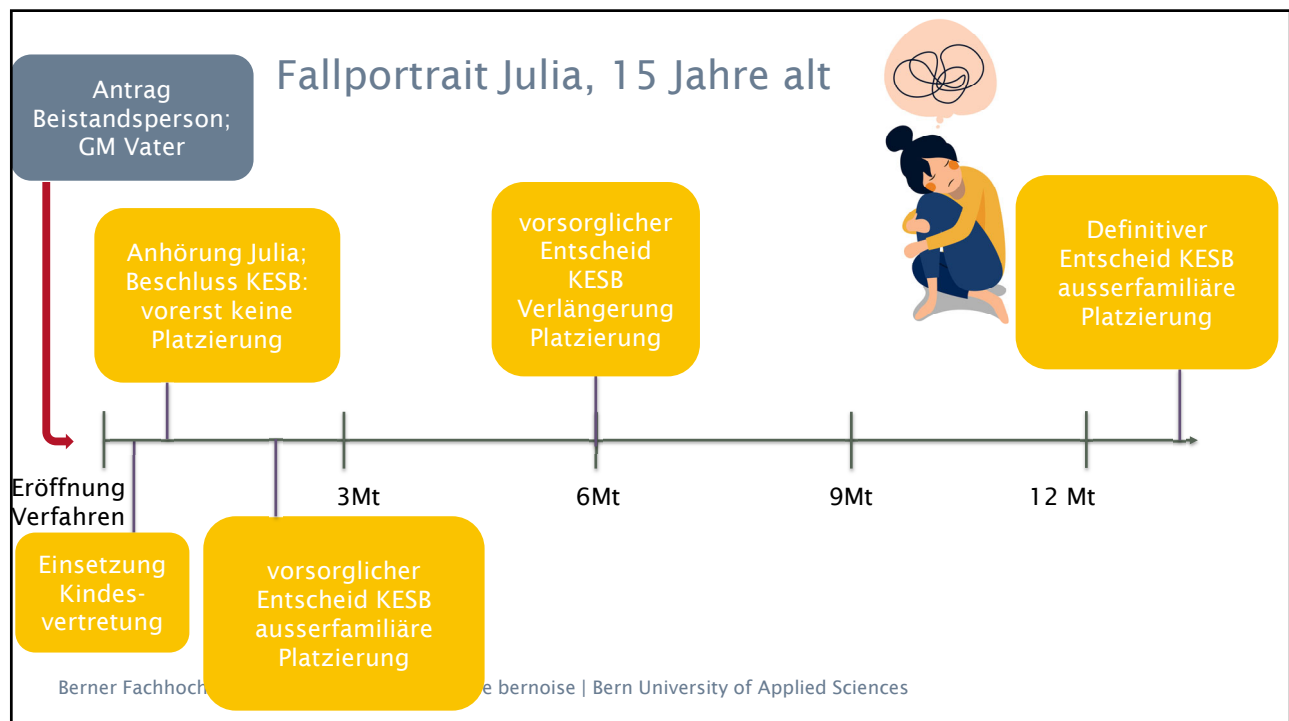 Fallportrait Julia, 15 Jahre alt
Antrag
Beistandsperson;
GM Vater
Anhörung Julia;
Beschluss KESB:
vorerst keine
Platzierung
vorsorglicher
Entscheid
KESB
Verlängerung
Platzierung
Definitiver
Entscheid KESB
ausserfamiliäre
Platzierung
Eröffnung
Verfahren
3Mt
6Mt
9Mt
12 Mt
Einsetzung
Kindes-
vertretung
vorsorglicher
Entscheid KESB
ausserfamiliäre
Platzierung
Berner bernoise | Bern University of Applied Sciences